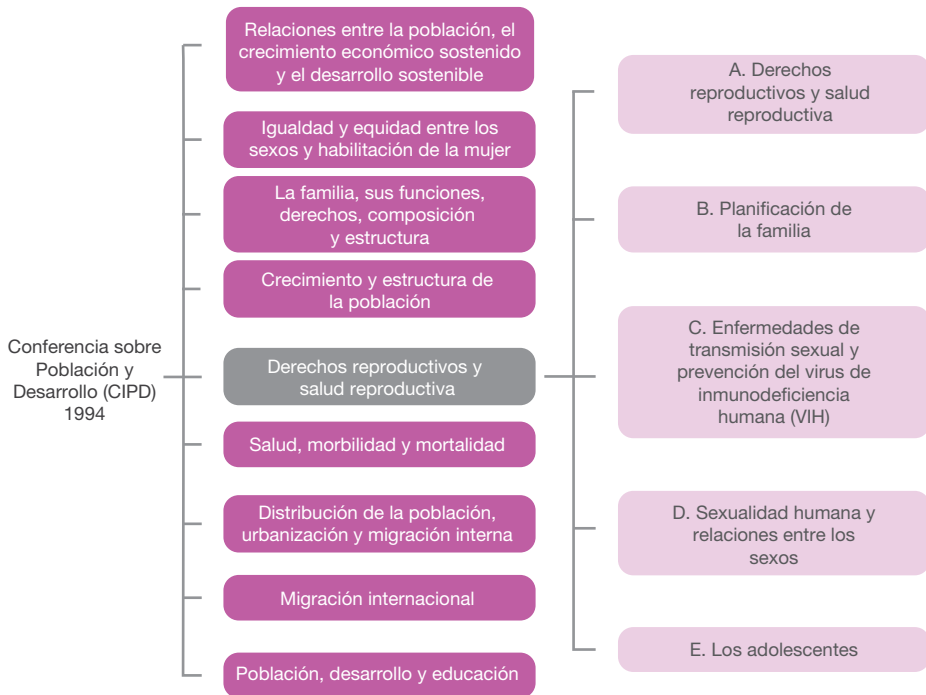 Conferencia sobre
Población y
Desarrollo (CIPD)
1994
Relaciones entre la población, el
crecimiento económico sostenido
y el desarrollo sostenible
Igualdad y equidad entre los
sexos y habilitación de la mujer
La familia, sus funciones,
derechos, composición
y estructura
Crecimiento y estructura de
la población
Derechos reproductivos y
salud reproductiva
Salud, morbilidad y mortalidad
Distribución de la población,
urbanización y migración interna
Migración internacional
Población, desarrollo y educación
A. Derechos
reproductivos y salud
reproductiva
B. Planificación de
la familia
C. Enfermedades de
transmisión sexual y
prevención del virus de
inmunodeficiencia
humana (VIH)
D. Sexualidad humana y
relaciones entre los
sexos
E. Los adolescentes